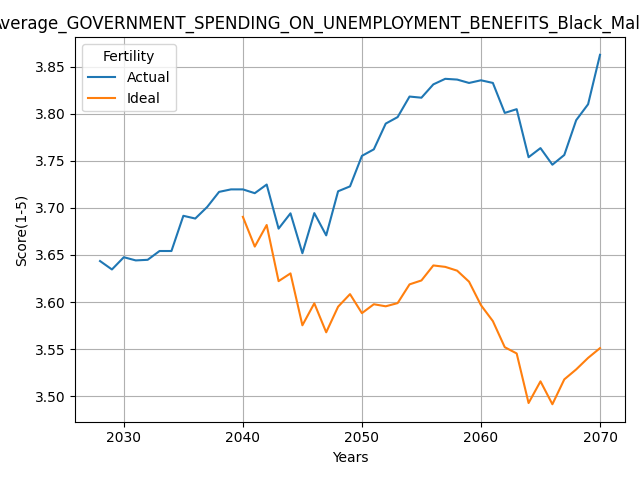 Average_GOVERNMENT_SPENDING_ON_UNEMPLOYMENT_BENEFITS_Black_Mal
Fertility
Actual
Ideal
Score(1-5)
3.85
3.80
3.75
3.70
3.65
3.60
3.55
3.50
2030
2040
2050
2060
2070
Years